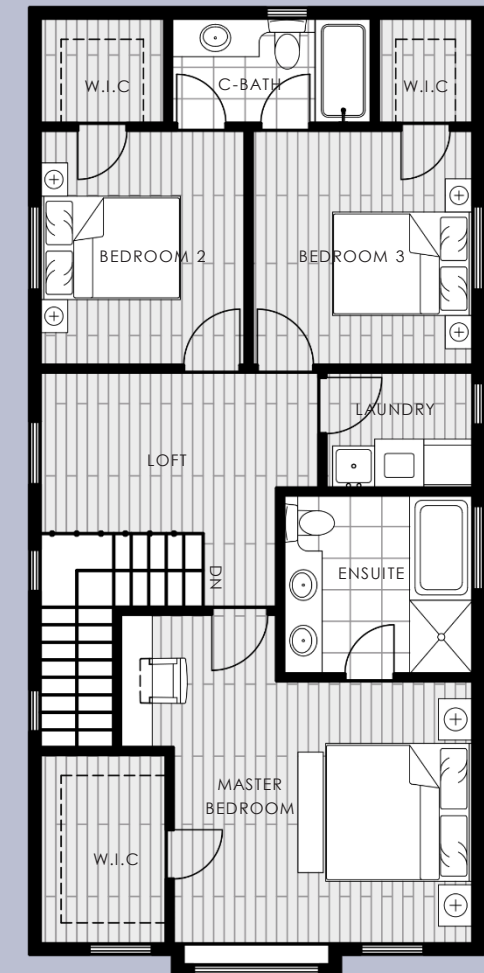 W.I.C
C-BATH
W.I.C
BEDROOM 2
BEDROOM 3
LAUNDRY
LOFT
DN
ENSUITE
MASTER
BEDROOM
W.I.C